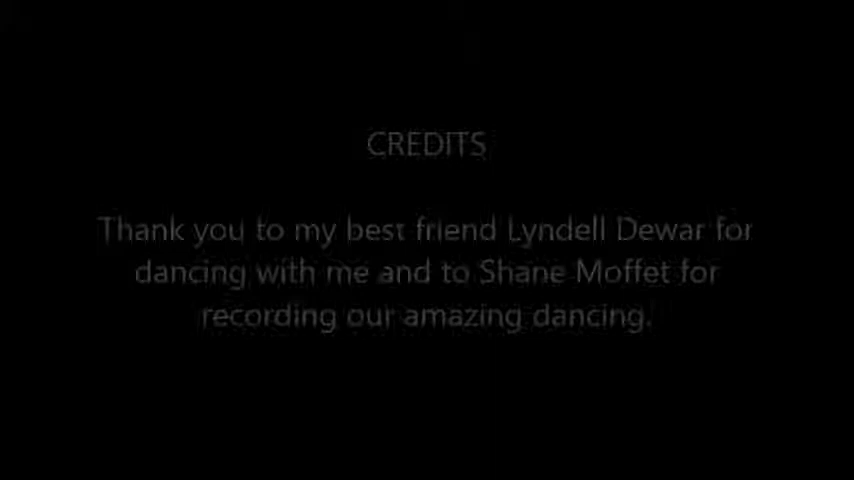 CREDITS
Thank you to my best friend Lyndell Dewar for
dancing with me and to Shane Moffet for
recording our amazing dancing.